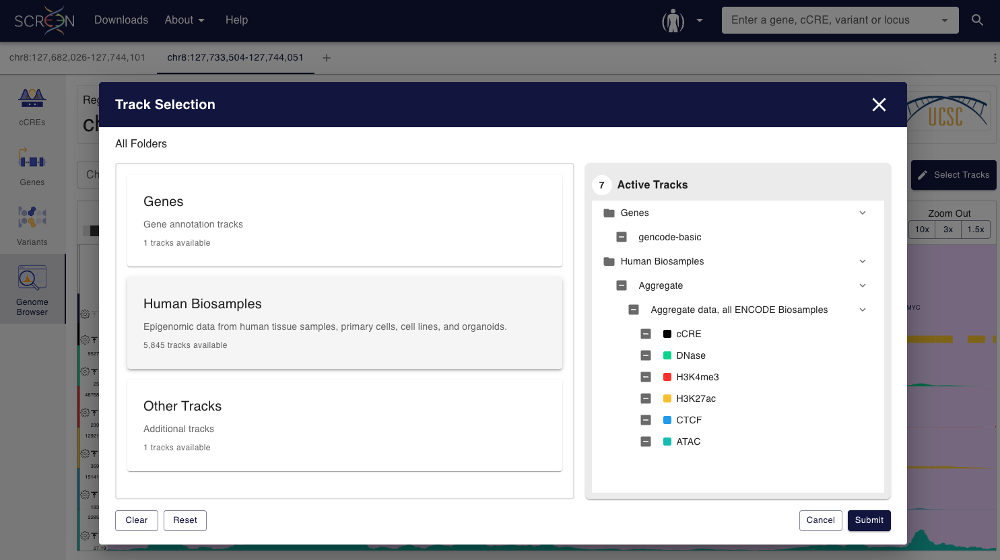 SCREEN
Downloads
About
Help
Enter a gene, cCRE, variant or locus
chr8:127,682,026-127,744,101
chr8:127,733,504-127,744,051
cCREs
Genes
Variants
Genome
Browser
Track Selection
UCSC
Select Tracks
Zoom Out
10x
3x
1.5x
MYC
All Folders
Genes
Gene annotation tracks
1 tracks available
Human Biosamples
Epigenomic data from human tissue samples, primary cells, cell lines, and organoids.
5,845 tracks available
Other Tracks
Additional tracks
1 tracks available
7 Active Tracks
Genes
gencode-basic
Human Biosamples
Aggregate
Aggregate data, all ENCODE Biosamples
cCRE
DNase
H3K4me3
H3K27ac
CTCF
ATAC
Clear
Reset
Cancel
Submit
27.19